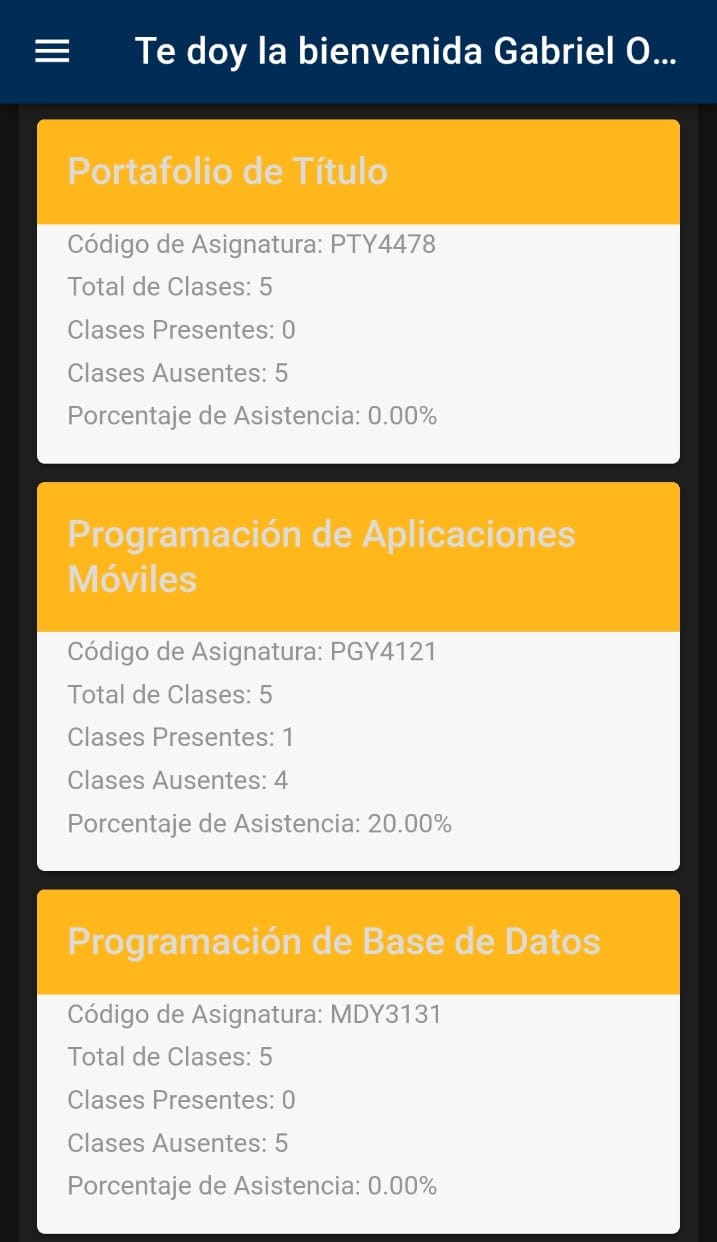 Te doy la bienvenida Gabriel O...
Portafolio de Título
Código de Asignatura: PTY4478
Total de Clases: 5
Clases Presentes: 0
Clases Ausentes: 5
Porcentaje de Asistencia: 0.00%
Programación de Aplicaciones
Móviles
Código de Asignatura: PGY4121
Total de Clases: 5
Clases Presentes: 1
Clases Ausentes: 4
Porcentaje de Asistencia: 20.00%
Programación de Base de Datos
Código de Asignatura: MDY3131
Total de Clases: 5
Clases Presentes: 0
Clases Ausentes: 5
Porcentaje de Asistencia: 0.00%